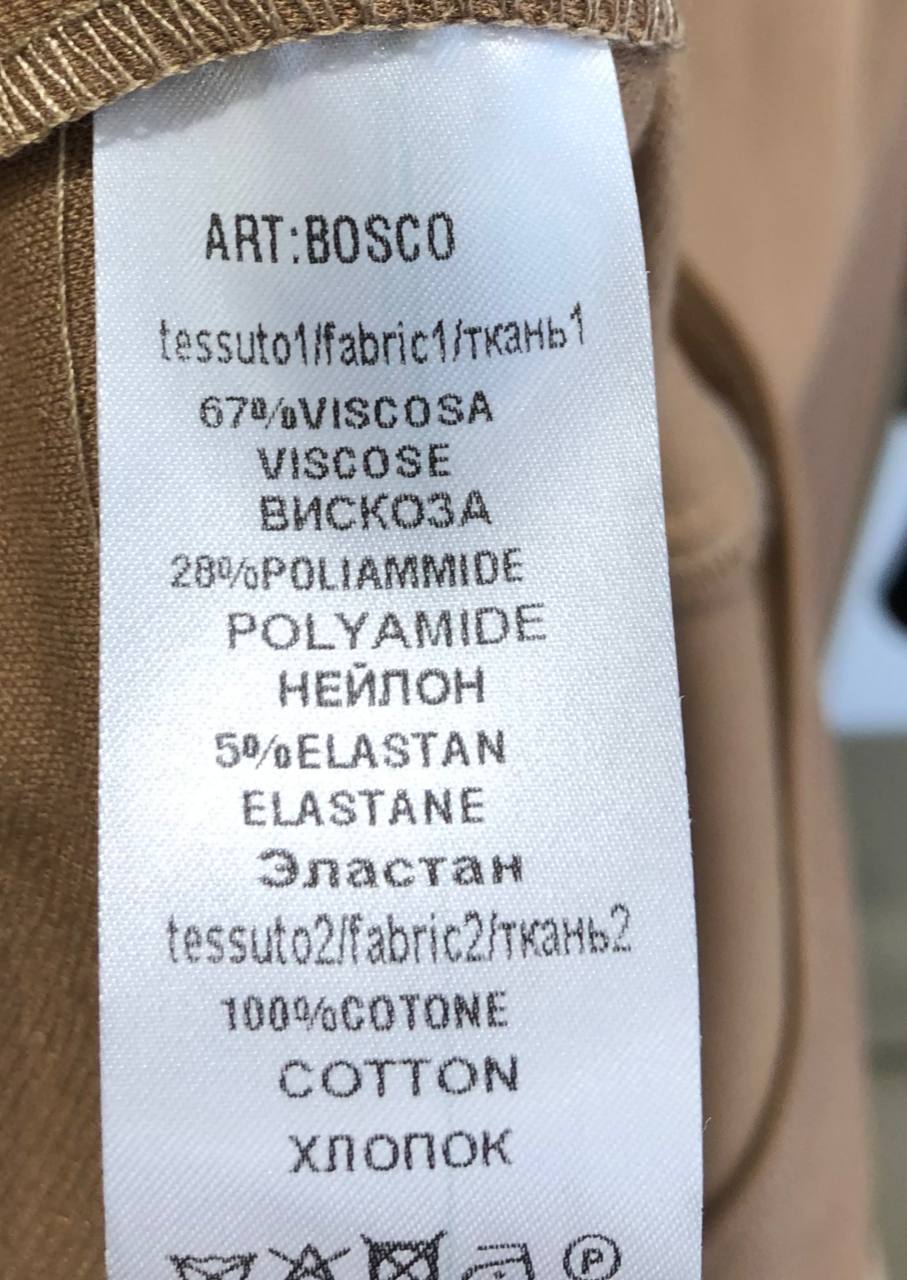 ART:BOSCO
tessuto1/fabric1/ткань1
67%VISCOSA
VISCOSE
ВИСКОЗА
28%POLIAMMIDE
POLYAMIDE
НЕЙЛОН
5%ELASTAN
ELASTANE
Эластан
tessuto2/fabric2/ткань2
100%COTONE
COTTON
ХЛОПОК
P